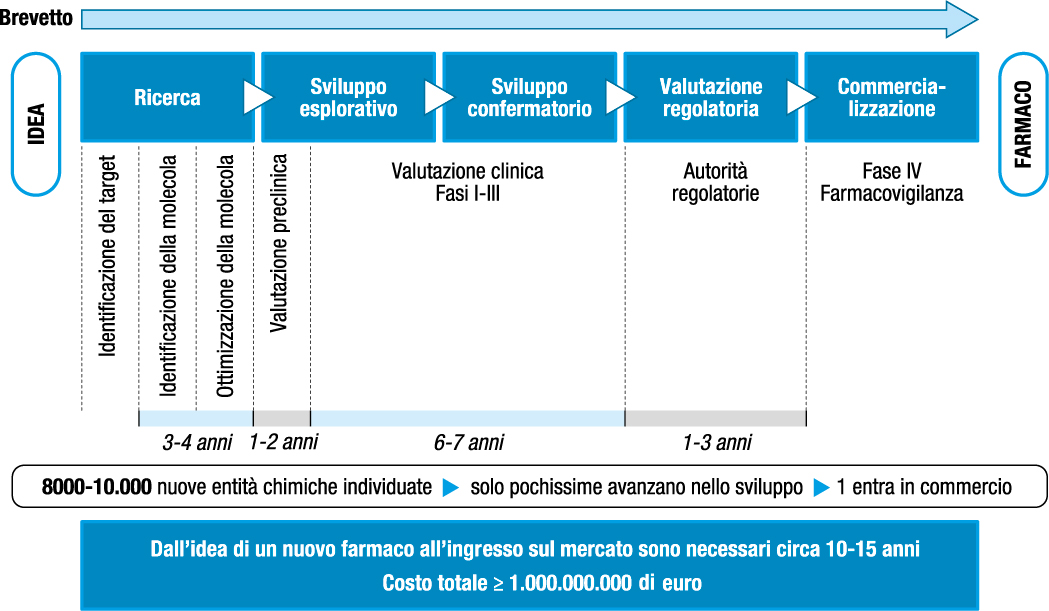 Brevetto
IDEA
Ricerca
Sviluppo
esplorativo
Sviluppo
confermatorio
Valutazione
regolatoria
Commercia-
lizzazione
FARMACO
Identificazione del target
Identificazione della molecola
Ottimizzazione della molecola
Valutazione preclinica
Valutazione clinica
Fasi I-III
Autorità
regolatorie
Fase IV
Farmacovigilanza
3-4 anni
1-2 anni
6-7 anni
1-3 anni
8000-10.000 nuove entità chimiche individuate ▶ solo pochissime avanzano nello sviluppo ▶ 1 entra in commercio
Dall'idea di un nuovo farmaco all'ingresso sul mercato sono necessari circa 10-15 anni
Costo totale ≥ 1.000.000.000 di euro